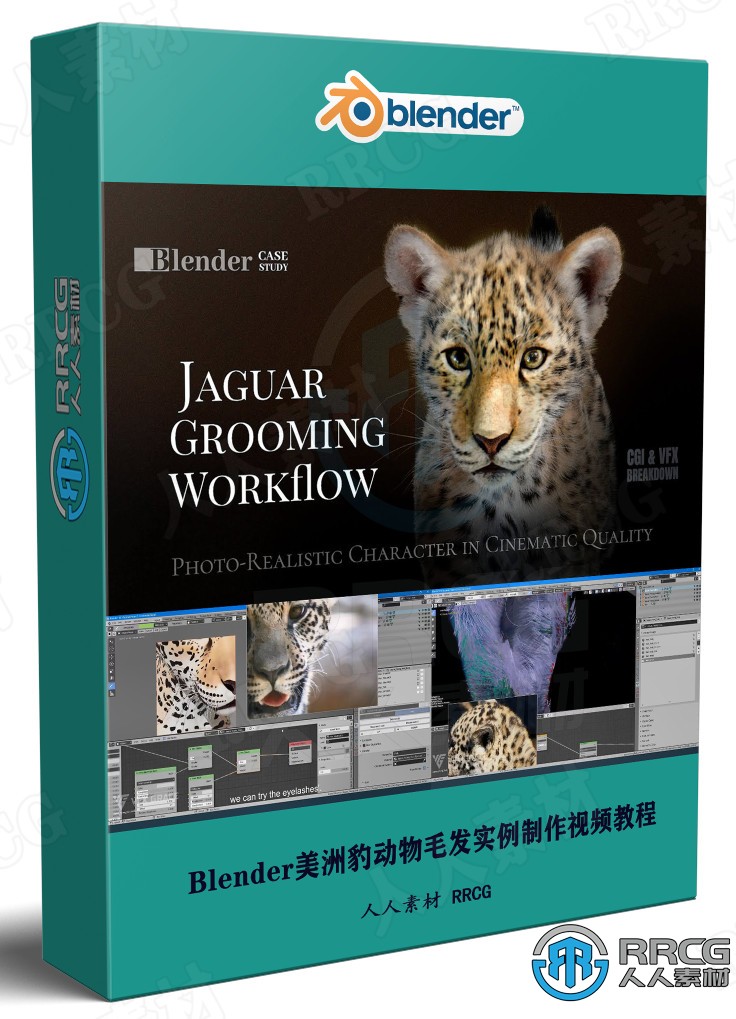 blender™
Blender CASE STUDY
JAGUAR
GROOMING
WORKflOW
CGI & VFX
BREAKDOWN
PHOTO-REALISTIC CHARACTER IN CINEMATIC QUALITY
we can try the eyelashes
Blender美洲豹动物毛发实例制作视频教程
人人素材 RRCG
RRCG
人人素材
RRCG
人人素材